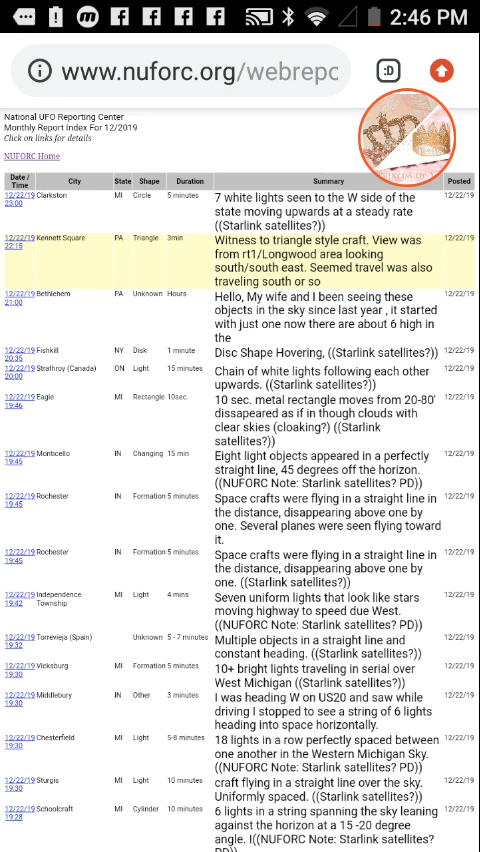 2:46 PM
www.nuforc.org/webrepc
:D
National UFO Reporting Center
Monthly Report Index For 12/2019
Click on links for details
NUFORC Home
Date / Time City State Shape Duration Summary Posted
12/22/19 23:00 Clarkston MI Circle 5 minutes 7 white lights seen to the W side of the
state moving upwards at a steady rate
((Starlink satellites?)) 12/22/19
12/22/19 22:15 Kennett Square PA Triangle 3min Witness to triangle style craft. View was
from rt1/Longwood area looking
south/south east. Seemed travel was also
traveling south or so 12/22/19
12/22/19 21:00 Bethlehem PA Unknown Hours Hello, My wife and I been seeing these
objects in the sky since last year , it started
with just one now there are about 6 high in
the 12/22/19
12/22/19 20:35 Fishkill NY Disk 1 minute Disc Shape Hovering, ((Starlink satellites?)) 12/22/19
12/22/19 20:00 Strathroy (Canada) ON Light 15 minutes Chain of white lights following each other
upwards. ((Starlink satellites?)) 12/22/19
12/22/19 19:46 Eagle MI Rectangle 10sec. 10 sec. metal rectangle moves from 20-80'
dissapeared as if in though clouds with
clear skies (cloaking?) ((Starlink
satellites?)) 12/22/19
12/22/19 19:45 Monticello IN Changing 15 min Eight light objects appeared in a perfectly
straight line, 45 degrees off the horizon.
((NUFORC Note: Starlink satellites? PD)) 12/22/19
12/22/19 19:45 Rochester IN Formation 5 minutes Space crafts were flying in a straight line in
the distance, disappearing above one by
one. Several planes were seen flying toward
it. 12/22/19
12/22/19 19:45 Rochester IN Formation 5 minutes Space crafts were flying in a straight line in
the distance, disappearing above one by
one. ((Starlink satellites?)) 12/22/19
12/22/19 19:42 Independence Township MI Light 4 mins Seven uniform lights that look like stars
moving highway to speed due West.
((NUFORC Note: Starlink satellites? PD)) 12/22/19
12/22/19 19:32 Torrevieja (Spain) Unknown 5 - 7 minutes Multiple objects in a straight line and
constant heading. ((Starlink satellites?)) 12/22/19
12/22/19 19:30 Vicksburg MI Formation 5 minutes 10+ bright lights traveling in serial over
West Michigan ((Starlink satellites?)) 12/22/19
12/22/19 19:30 Middlebury IN Other 3 minutes I was heading W on US20 and saw while
driving I stopped to see a string of 6 lights
heading into space horizontally. 12/22/19
12/22/19 19:30 Chesterfield MI Light 5-8 minutes 18 lights in a row perfectly spaced between
one another in the Western Michigan Sky.
((NUFORC Note: Starlink satellites? PD)) 12/22/19
12/22/19 19:30 Sturgis MI Light 10 minutes craft flying in a straight line over the sky.
Uniformly spaced. ((Starlink satellites?)) 12/22/19
12/22/19 19:28 Schoolcraft MI Cylinder 10 minutes 6 lights in a string spanning the sky leaning
against the horizon at a 15 -20 degree
angle. I((NUFORC Note: Starlink satellites?
PD)) 12/22/19